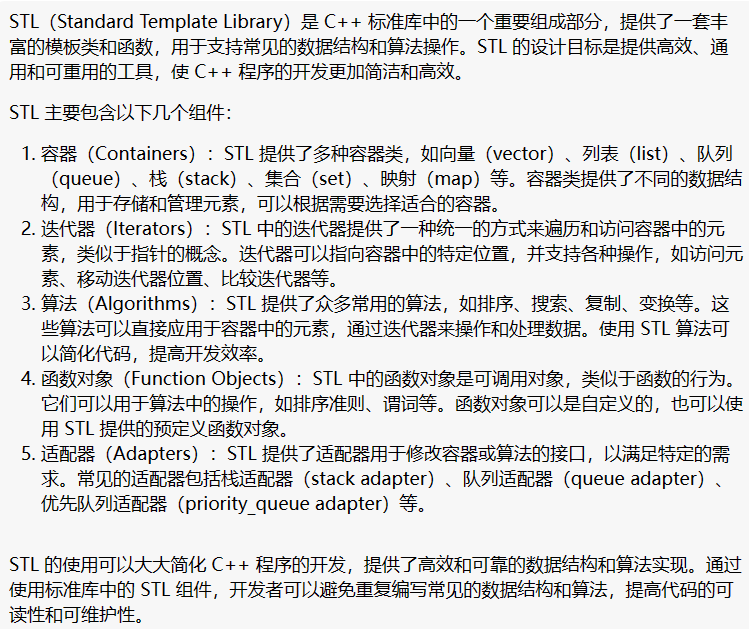 STL（Standard Template Library）是 C++ 标准库中的一个重要组成部分，提供了一套丰
富的模板类和函数，用于支持常见的数据结构和算法操作。STL 的设计目标是提供高效、通
用和可重用的工具，使 C++ 程序的开发更加简洁和高效。
STL 主要包含以下几个组件：
1. 容器（Containers）：STL 提供了多种容器类，如向量（vector）、列表（list）、队列
（queue）、栈（stack）、集合（set）、映射（map）等。容器类提供了不同的数据结
构，用于存储和管理元素，可以根据需要选择适合的容器。
2. 迭代器（Iterators）：STL 中的迭代器提供了一种统一的方式来遍历和访问容器中的元
素，类似于指针的概念。迭代器可以指向容器中的特定位置，并支持各种操作，如访问元
素、移动迭代器位置、比较迭代器等。
3. 算法（Algorithms）：STL 提供了众多常用的算法，如排序、搜索、复制、变换等。这
些算法可以直接应用于容器中的元素，通过迭代器来操作和处理数据。使用 STL 算法可
以简化代码，提高开发效率。
4. 函数对象（Function Objects）：STL 中的函数对象是可调用对象，类似于函数的行为。
它们可以用于算法中的操作，如排序准则、谓词等。函数对象可以是自定义的，也可以使
用 STL 提供的预定义函数对象。
5. 适配器（Adapters）：STL 提供了适配器用于修改容器或算法的接口，以满足特定的需
求。常见的适配器包括栈适配器（stack adapter）、队列适配器（queue adapter）、
优先队列适配器（priority_queue adapter）等。
STL 的使用可以大大简化 C++ 程序的开发，提供了高效和可靠的数据结构和算法实现。通过
使用标准库中的 STL 组件，开发者可以避免重复编写常见的数据结构和算法，提高代码的可
读性和可维护性。